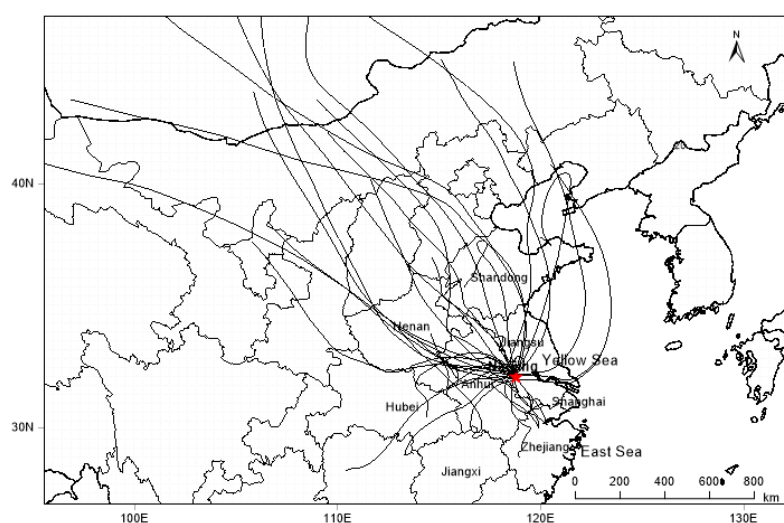 N
40N
Shandong
Henan
Jiangsu
Yellow Sea
Anhui
Shanghai
Hubei
30N
Zhejiang
East Sea
Jiangxi
0 200 400 600 800
km
100E 110E 120E 130E